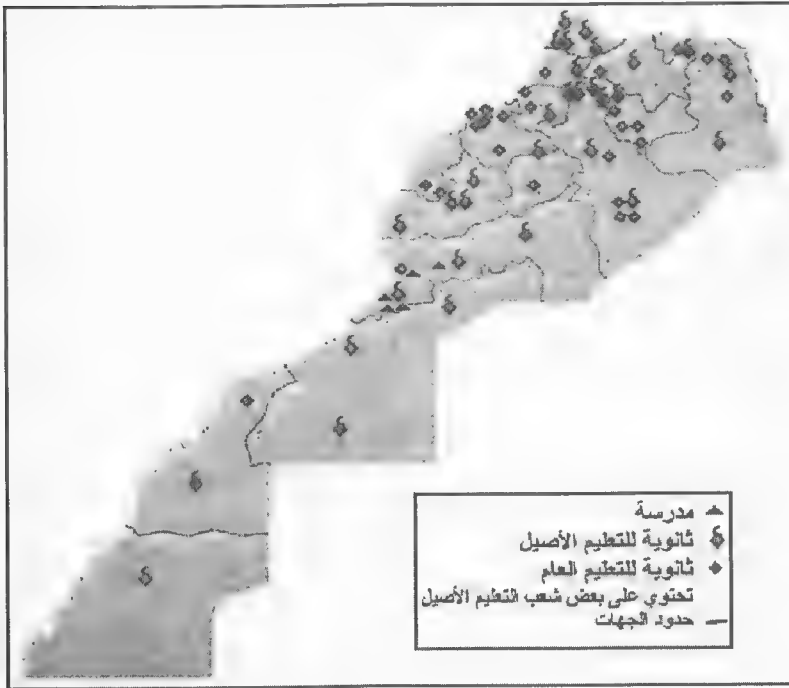 مدرسة
ثانوية للتعليم الأصيل
ثانوية للتعليم العام
تحتوي على بعض شعب التعليم الأصيل
حدود الجهات